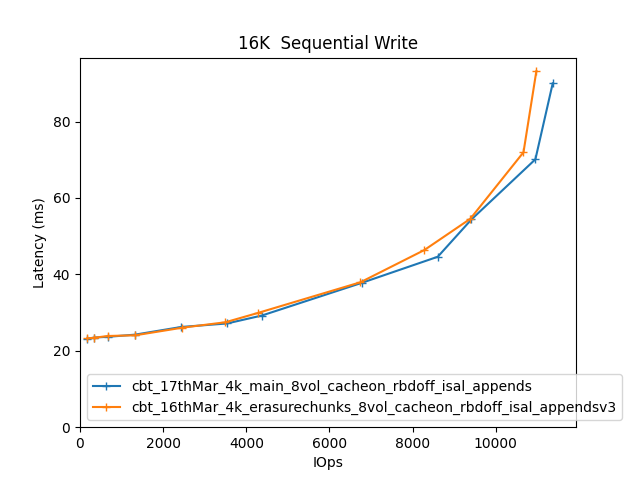 16K  Sequential Write
Latency (ms)
80
60
40
20
0
cbt_17thMar_4k_main_8vol_cacheon_rbdoff_isal_appends
cbt_16thMar_4k_erasurechunks_8vol_cacheon_rbdoff_isal_appendsv3
0 2000 4000 6000 8000 10000
IOps